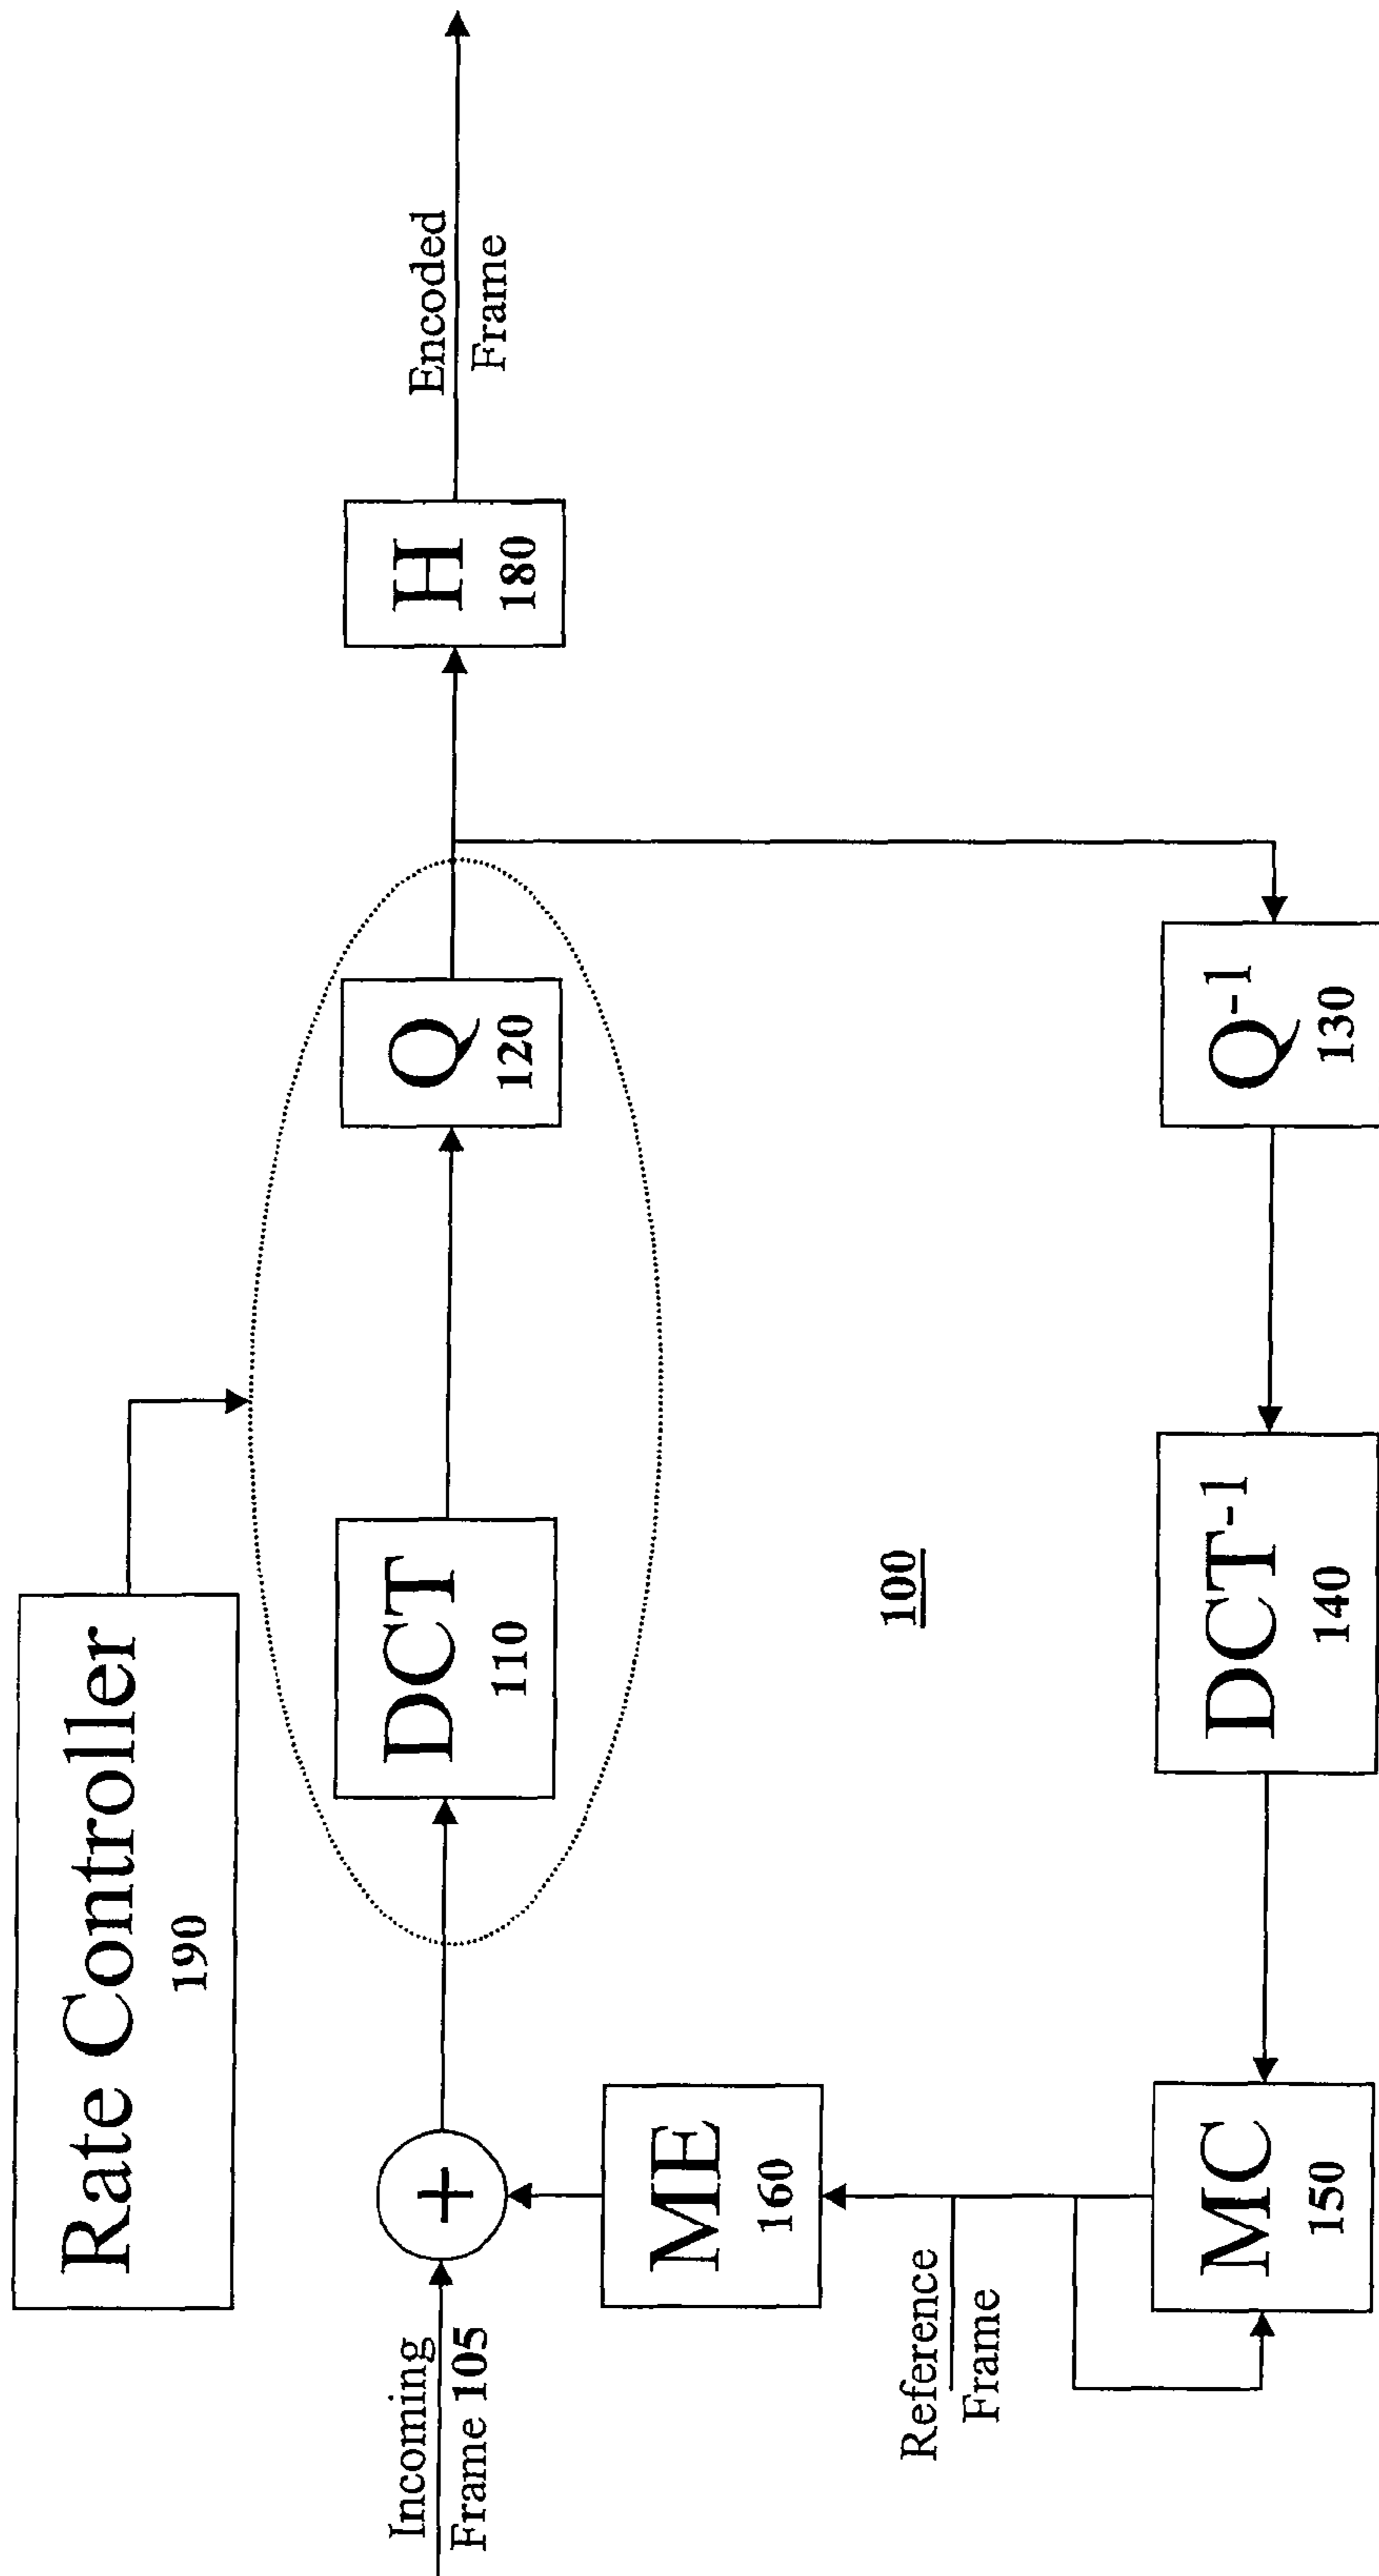 Rate Controller
190
Incoming
Frame 105
+
DCT
110
Q
120
H
180
Encoded
Frame
ME
160
100
Reference
Frame
MC
150
DCT-1
140
Q-1
130